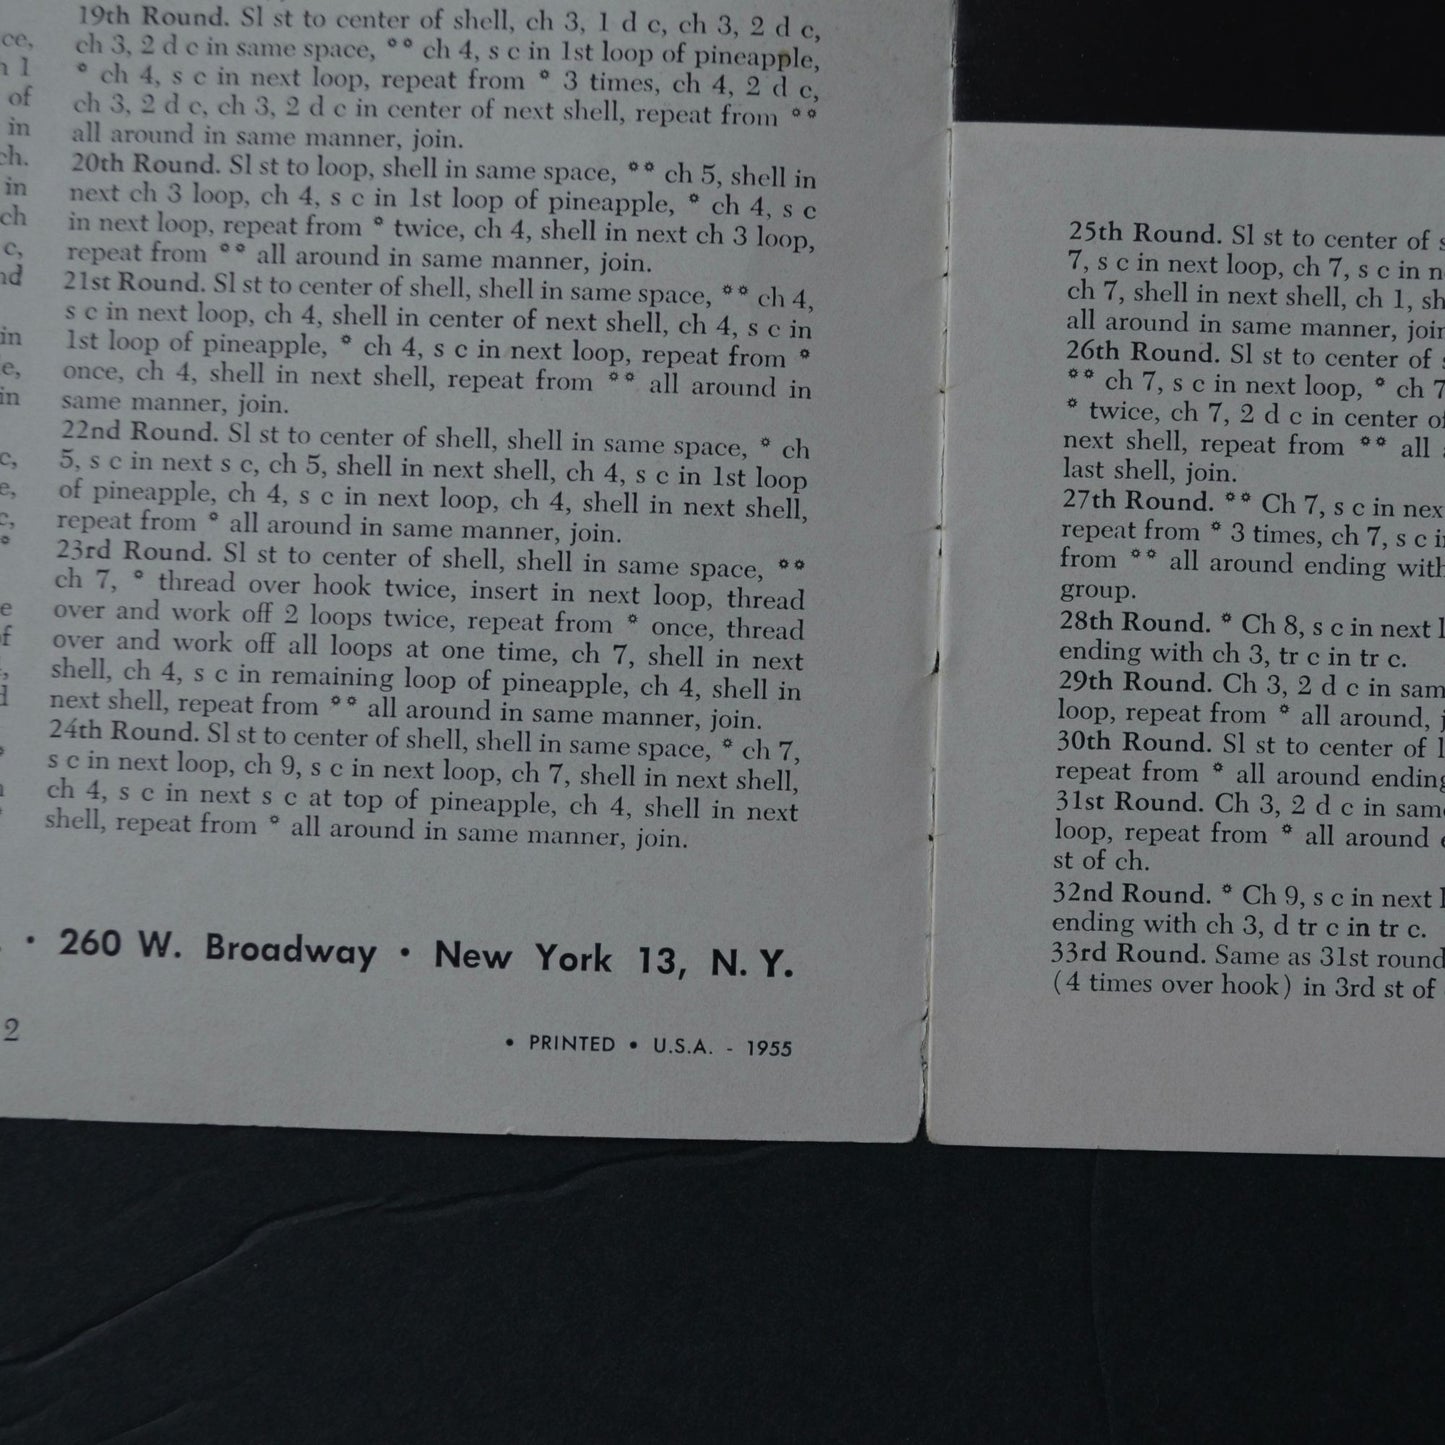 ce,
h 1
of
in
ch.
in
ch
c,
nd
in
e,
in
c,
e,
c,
*
e
of
d
19th Round. Sl st to center of shell, ch 3, 1 d c, ch 3, 2 d c,
ch 3, 2 d c in same space, ** ch 4, s c in 1st loop of pineapple,
* ch 4, s c in next loop, repeat from * 3 times, ch 4, 2 d c,
ch 3, 2 d c, ch 3, 2 d c in center of next shell, repeat from **
all around in same manner, join.
20th Round. Sl st to loop, shell in same space, ** ch 5, shell in
next ch 3 loop, ch 4, s c in 1st loop of pineapple, * ch 4, s c
in next loop, repeat from * twice, ch 4, shell in next ch 3 loop,
repeat from ** all around in same manner, join.
21st Round. Sl st to center of shell, shell in same space, ** ch 4,
s c in next loop, ch 4, shell in center of next shell, ch 4, s c in
1st loop of pineapple, * ch 4, s c in next loop, repeat from *
once, ch 4, shell in next shell, repeat from ** all around in
same manner, join.
22nd Round. Sl st to center of shell, shell in same space, * ch
5, s c in next s c, ch 5, shell in next shell, ch 4, s c in 1st loop
of pineapple, ch 4, s c in next loop, ch 4, shell in next shell,
repeat from * all around in same manner, join.
23rd Round. Sl st to center of shell, shell in same space, **
ch 7, * thread over hook twice, insert in next loop, thread
over and work off 2 loops twice, repeat from * once, thread
over and work off all loops at one time, ch 7, shell in next
shell, ch 4, s c in remaining loop of pineapple, ch 4, shell in
next shell, repeat from ** all around in same manner, join.
24th Round. Sl st to center of shell, shell in same space, * ch 7,
s c in next loop, ch 9, s c in next loop, ch 7, shell in next shell,
ch 4, s c in next s c at top of pineapple, ch 4, shell in next
shell, repeat from * all around in same manner, join.
• 260 W. Broadway • New York 13, N. Y.
2
• PRINTED • U.S.A. - 1955
25th Round. Sl st to center of s
7, s c in next loop, ch 7, s c in n
ch 7, shell in next shell, ch 1, sh
all around in same manner, join
26th Round. Sl st to center of s
** ch 7, s c in next loop, * ch 7
* twice, ch 7, 2 d c in center of
next shell, repeat from ** all
last shell, join.
27th Round. ** Ch 7, s c in nex
repeat from * 3 times, ch 7, s c i
from ** all around ending with
group.
28th Round. * Ch 8, s c in next l
ending with ch 3, tr c in tr c.
29th Round. Ch 3, 2 d c in sam
loop, repeat from * all around, j
30th Round. Sl st to center of l
repeat from * all around ending
31st Round. Ch 3, 2 d c in same
loop, repeat from * all around e
st of ch.
32nd Round. * Ch 9, s c in next l
ending with ch 3, d tr c in tr c.
33rd Round. Same as 31st round
(4 times over hook) in 3rd st of